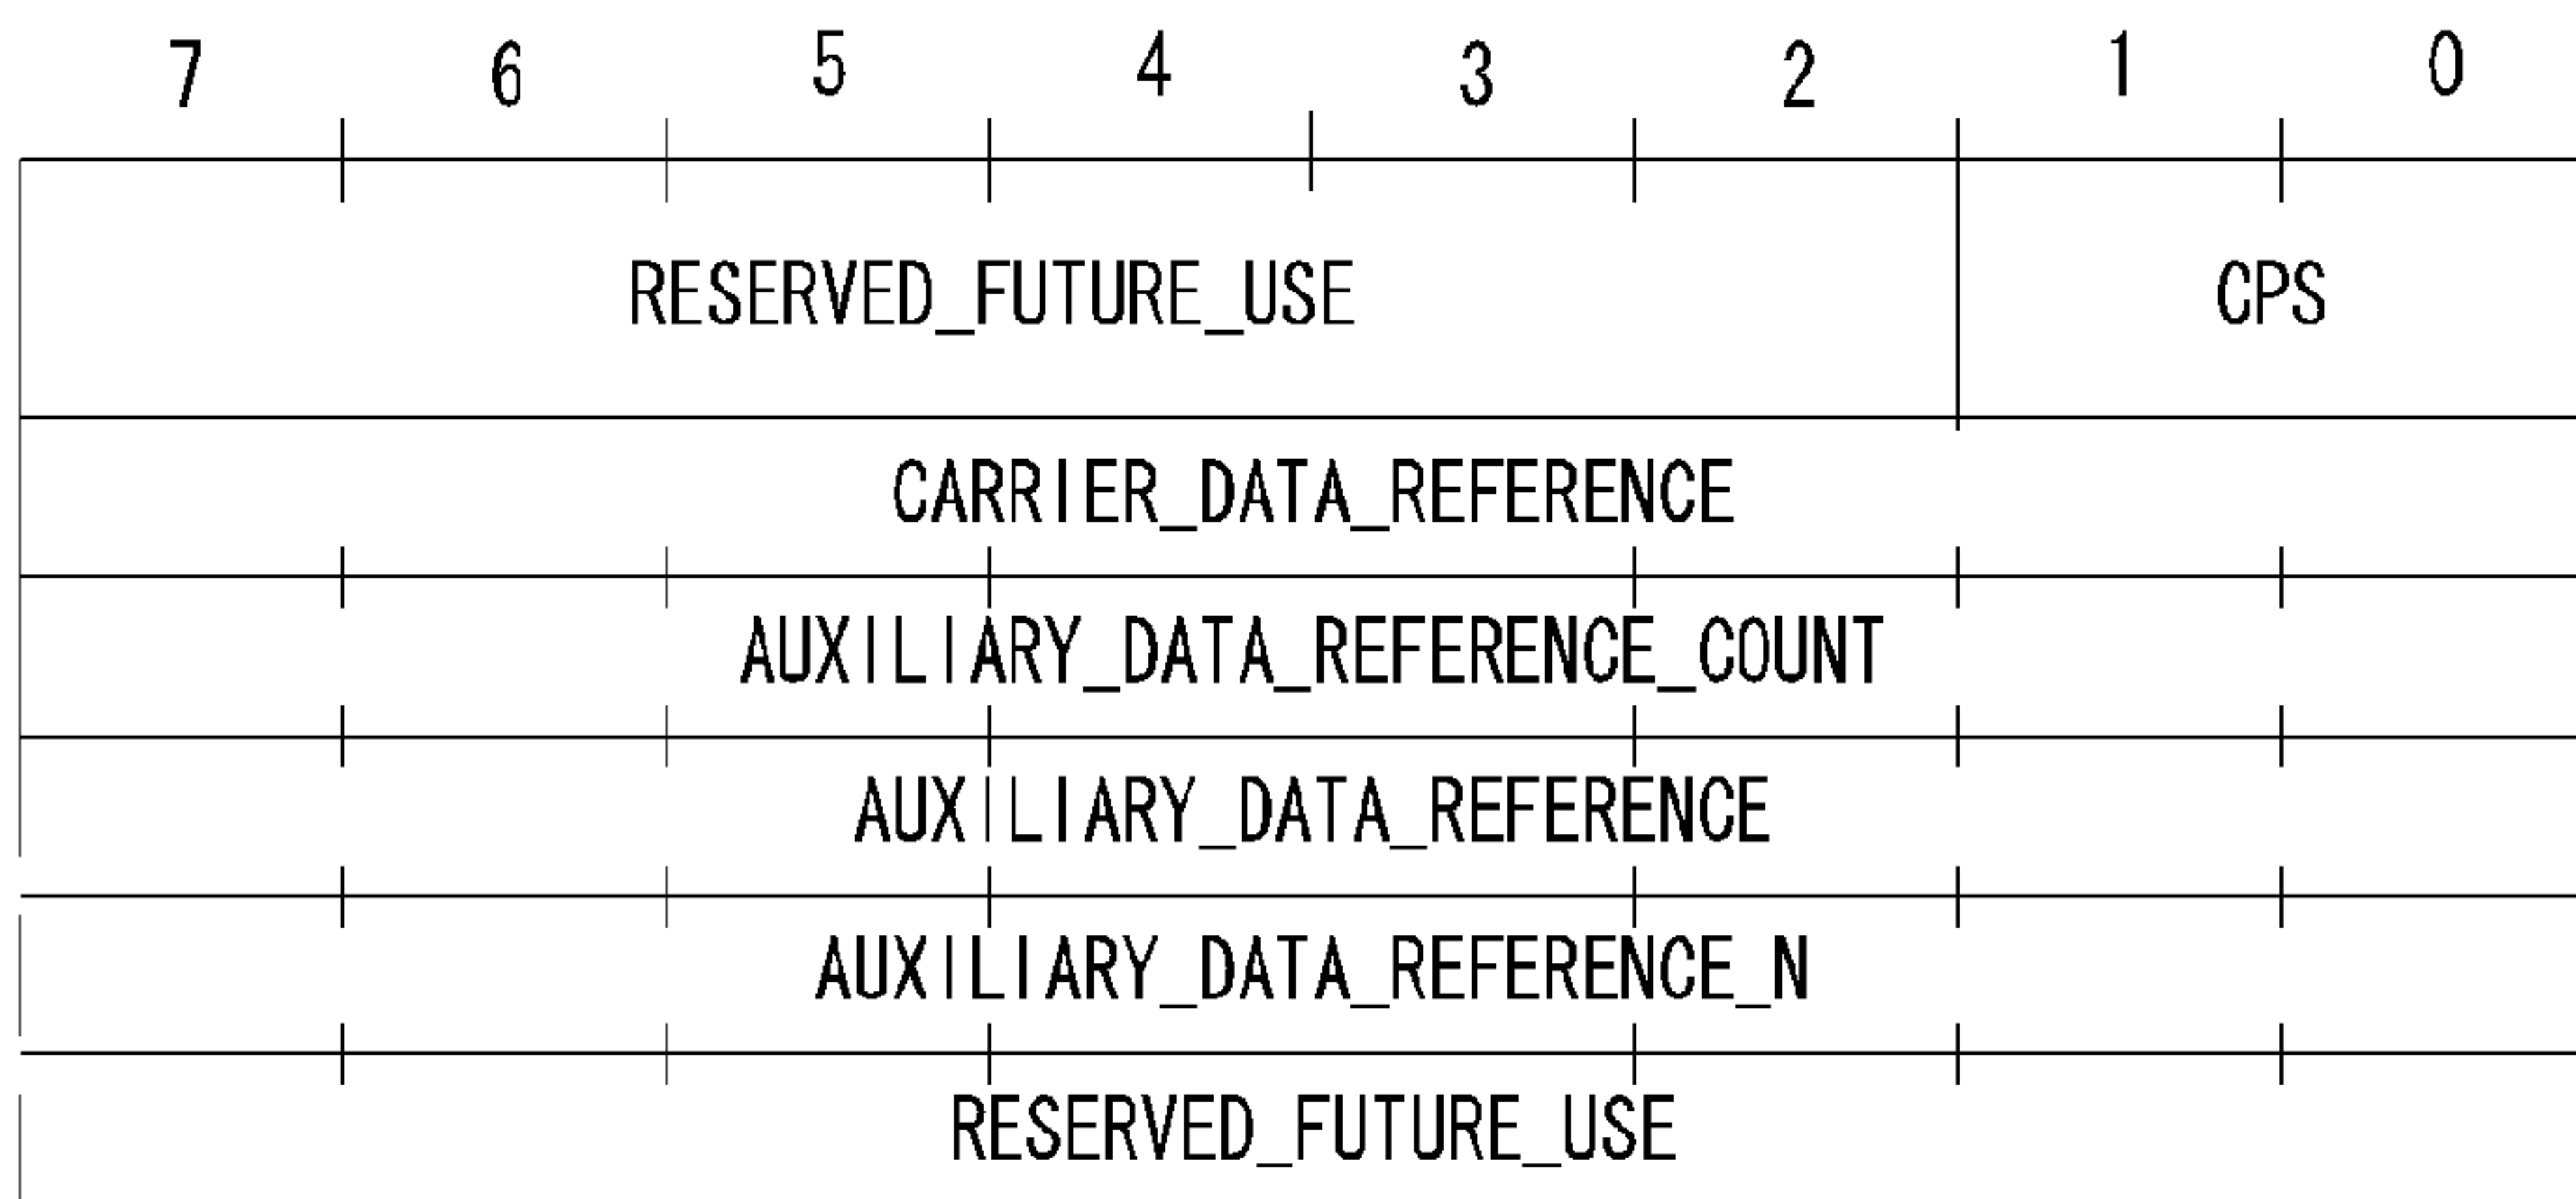 7 6 5 4 3 2 1 0
RESERVED_FUTURE_USE CPS
CARRIER_DATA_REFERENCE
AUXILIARY_DATA_REFERENCE_COUNT
AUXILIARY_DATA_REFERENCE
AUXILIARY_DATA_REFERENCE_N
RESERVED_FUTURE_USE